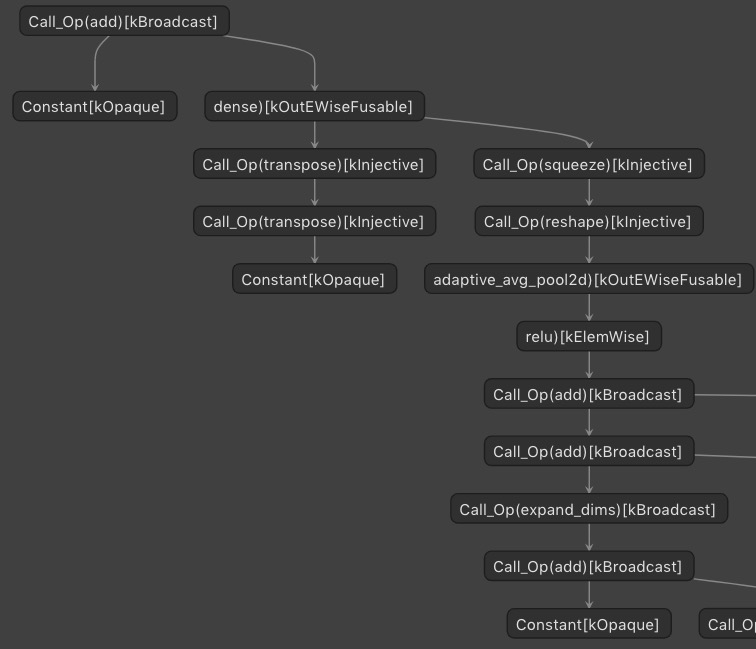 Call_Op(add)[kBroadcast]
Constant[kOpaque]
dense)[kOutEWiseFusable]
Call_Op(transpose)[kInjective]
Call_Op(squeeze)[kInjective]
Call_Op(transpose)[kInjective]
Call_Op(reshape)[kInjective]
Constant[kOpaque]
adaptive_avg_pool2d)[kOutEWiseFusable]
relu)[kElemWise]
Call_Op(add)[kBroadcast]
Call_Op(add)[kBroadcast]
Call_Op(expand_dims)[kBroadcast]
Call_Op(add)[kBroadcast]
Constant[kOpaque]
Call_Op